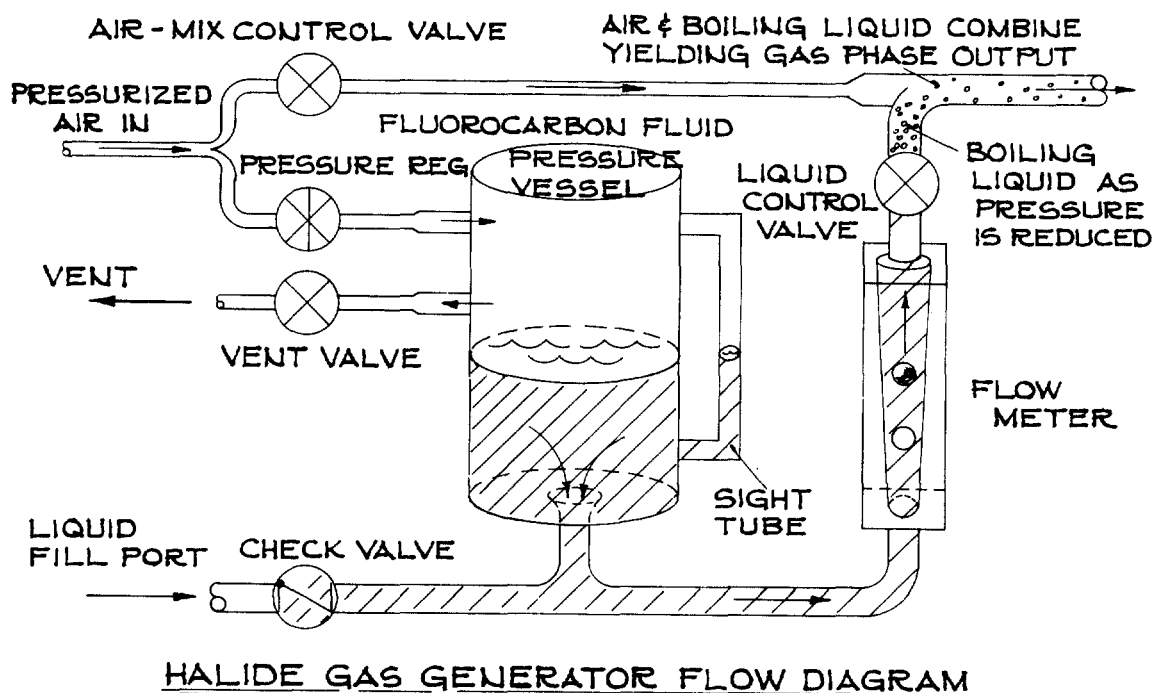 AIR-MIX CONTROL VALVE
AIR & BOILING LIQUID COMBINE
YIELDING GAS PHASE OUTPUT
PRESSURIZED
AIR IN
FLUOROCARBON FLUID
PRESSURE VESSEL
PRESSURE REG
LIQUID
CONTROL
VALVE
BOILING
LIQUID AS
PRESSURE
IS REDUCED
VENT
VENT VALVE
FLOW
METER
SIGHT
TUBE
LIQUID
FILL PORT
CHECK VALVE
HALIDE GAS GENERATOR FLOW DIAGRAM